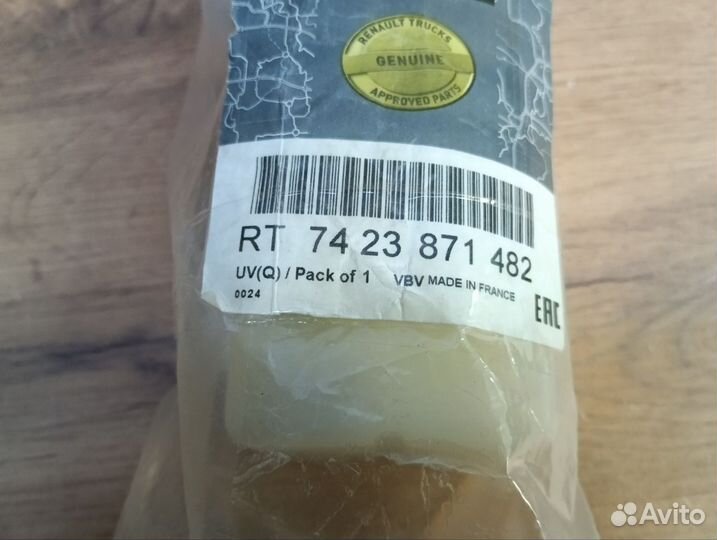 RENAULT TRUCKS
GENUINE
APPROVED PARTS
RT 74 23 871 482
UV(Q) / Pack of 1 VBV MADE IN FRANCE
0024
EAC
Avito